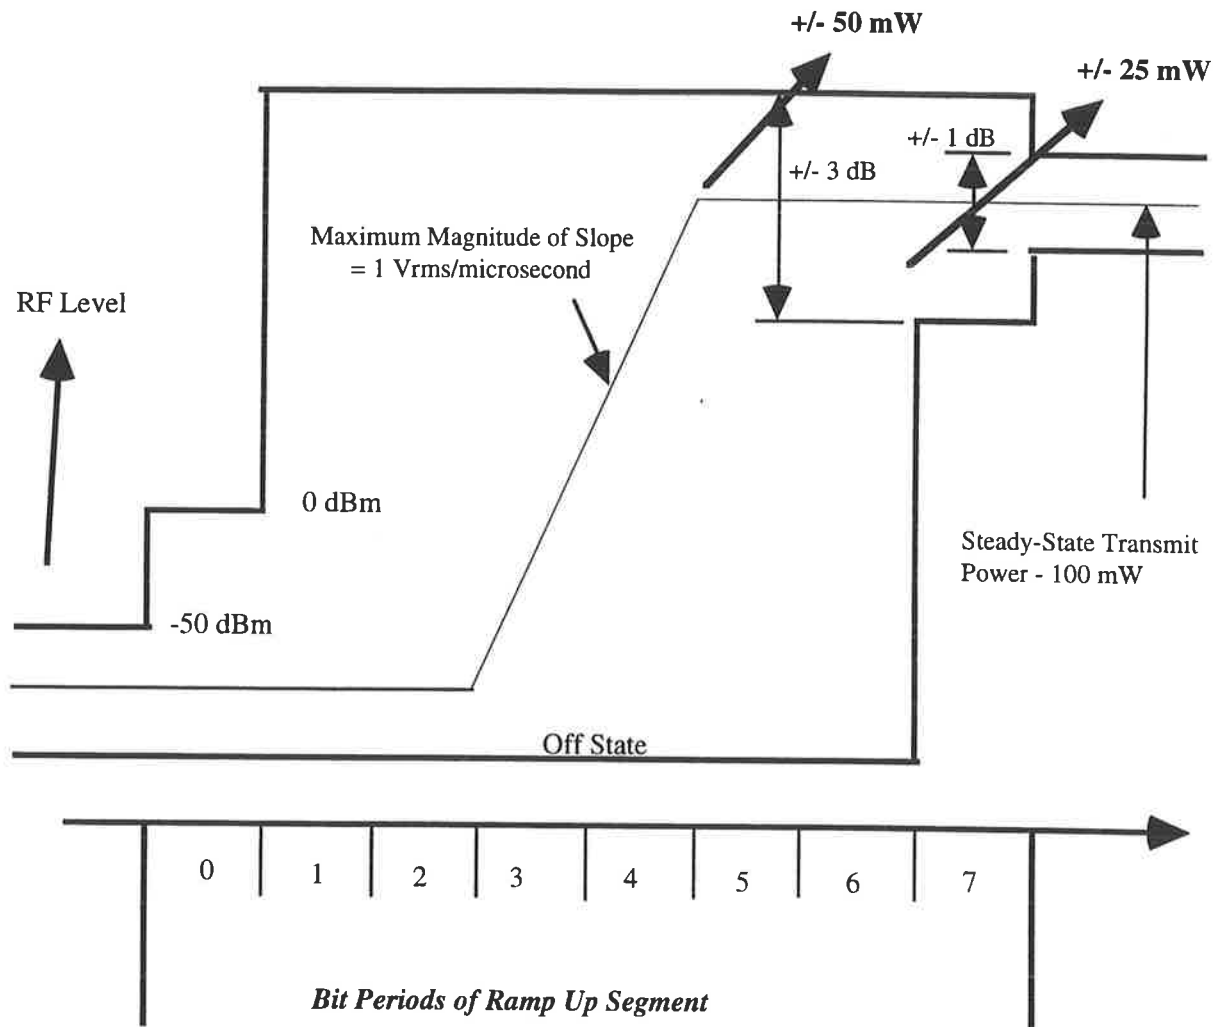 +/- 50 mW
+/- 25 mW
+/- 1 dB
+/- 3 dB
Maximum Magnitude of Slope
= 1 Vrms/microsecond
RF Level
0 dBm
Steady-State Transmit
Power - 100 mW
-50 dBm
Off State
0 1 2 3 4 5 6 7
Bit Periods of Ramp Up Segment